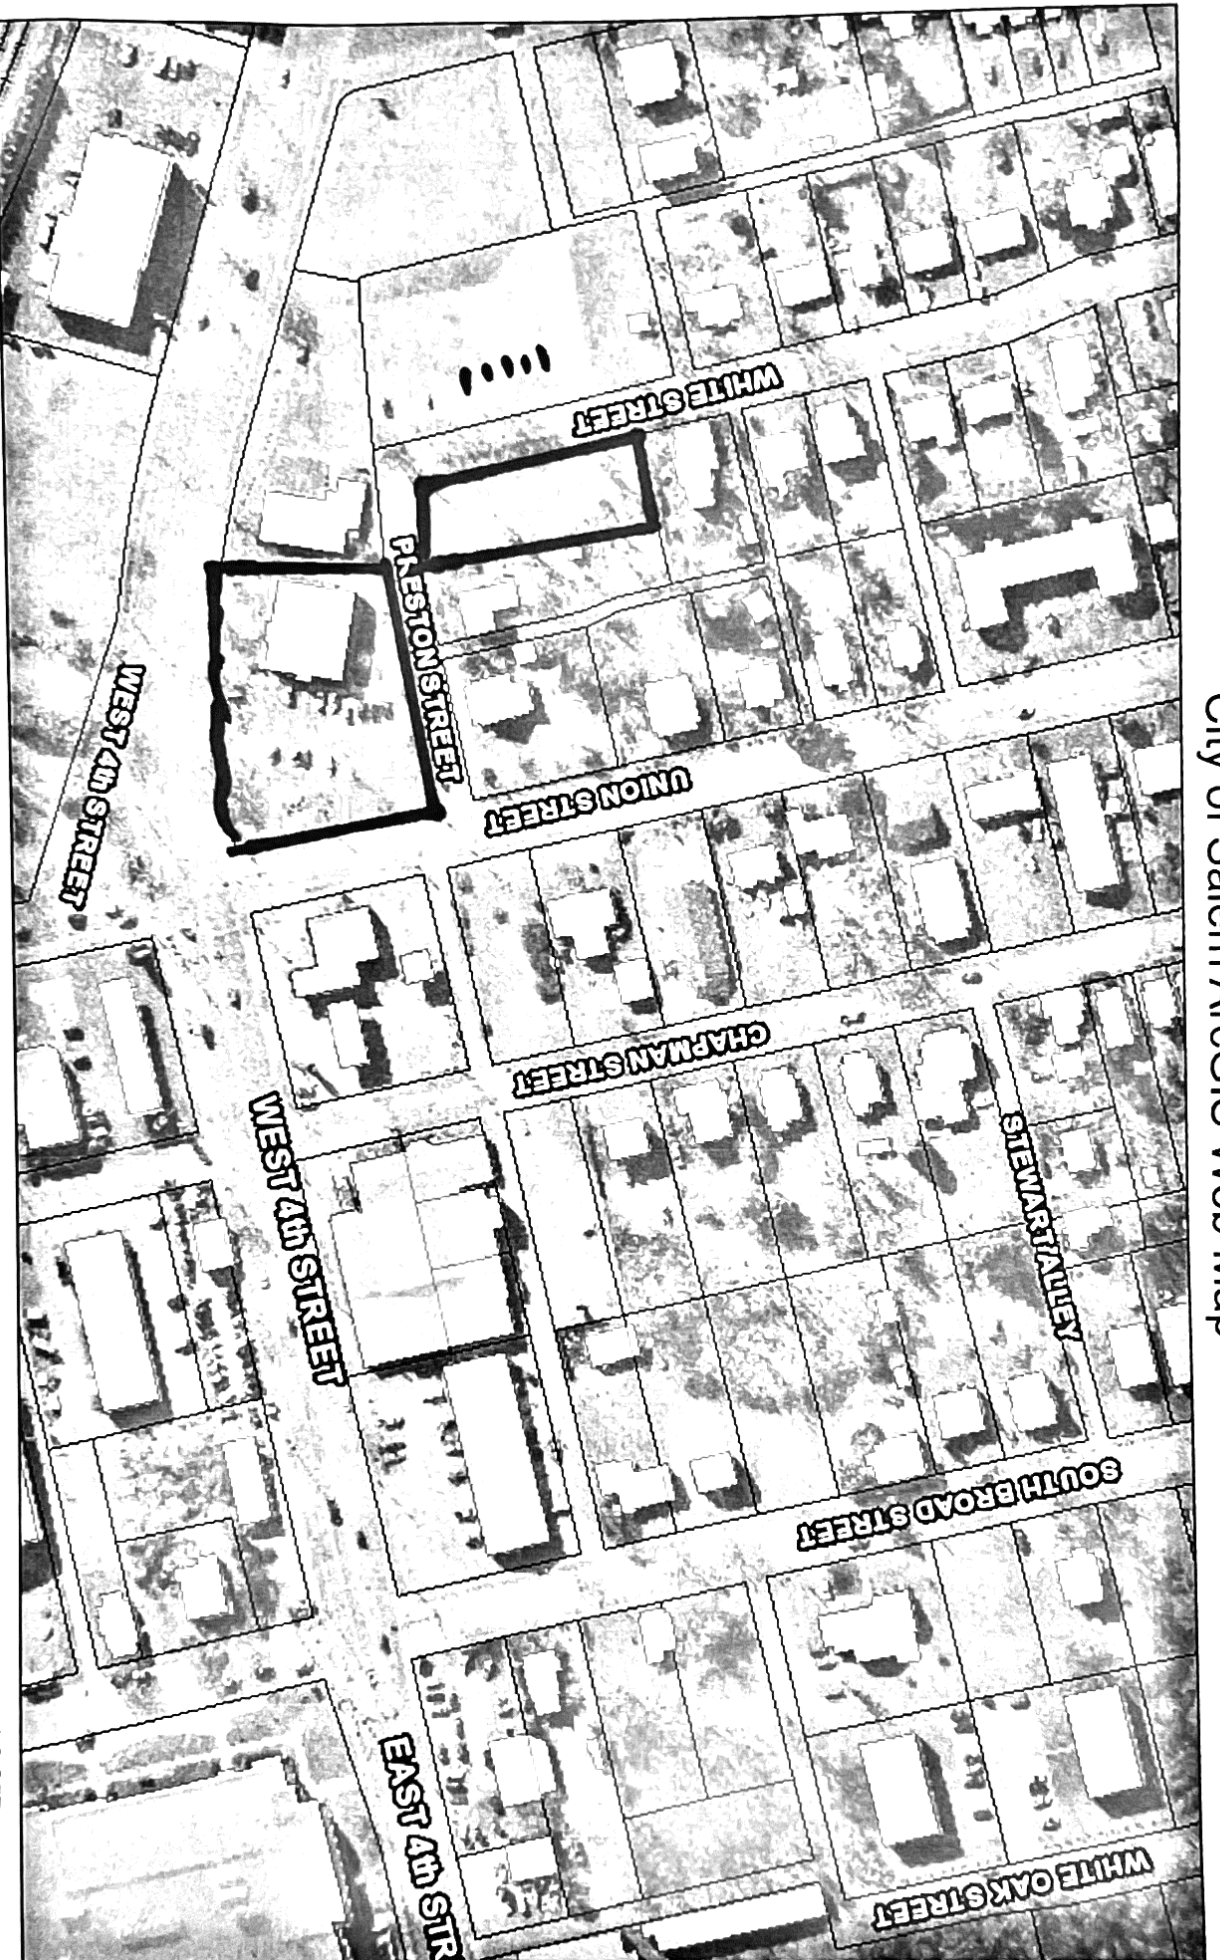 City of Salem ArcGIS Web Map
WHITE STREET
PRESTON STREET
WEST 4th STREET
UNION STREET
CHAPMAN STREET
WEST 4th STREET
STEWART ALLEY
SOUTH BROAD STREET
EAST 4th STR
WHITE OAK STREET